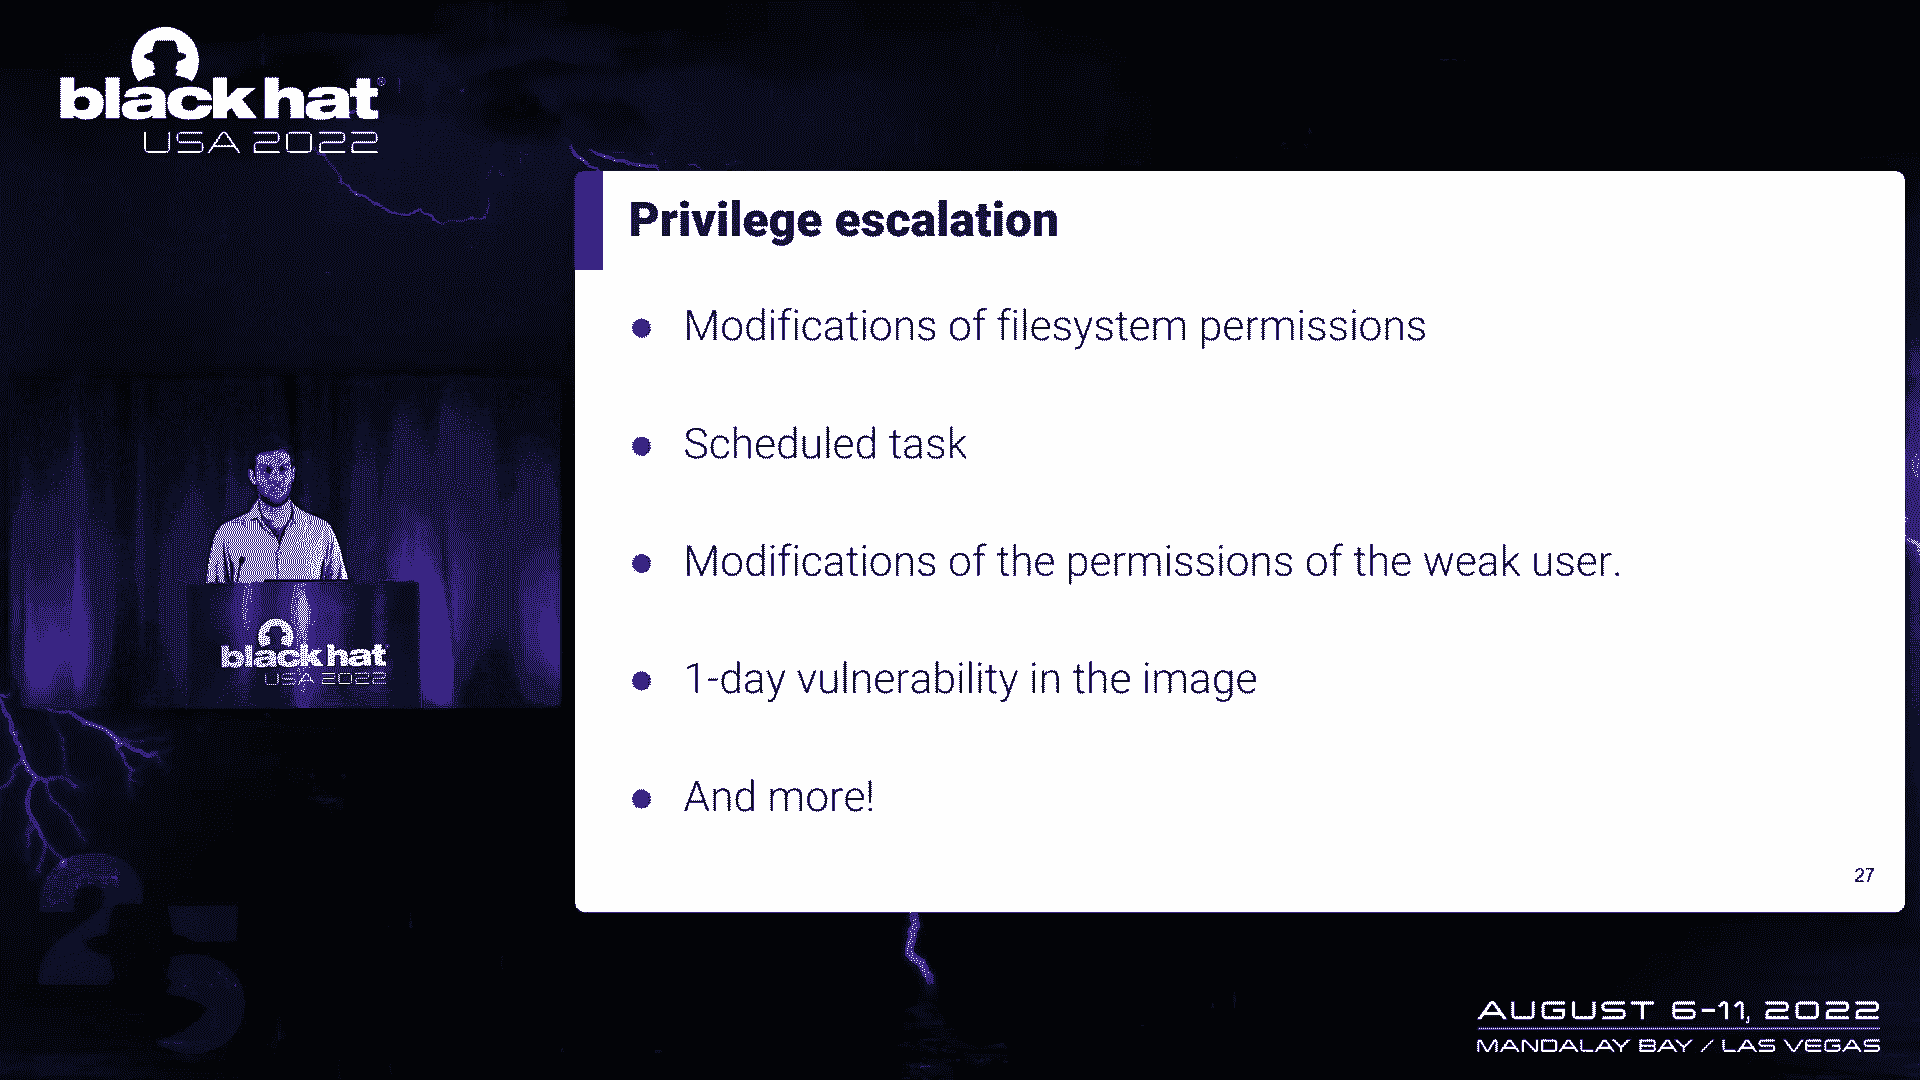 black hat®
USA 2022
Privilege escalation
● Modifications of filesystem permissions
● Scheduled task
● Modifications of the permissions of the weak user.
● 1-day vulnerability in the image
● And more!
27
black hat
USA 2022
25
AUGUST 6-11, 2022
MANDALAY BAY / LAS VEGAS